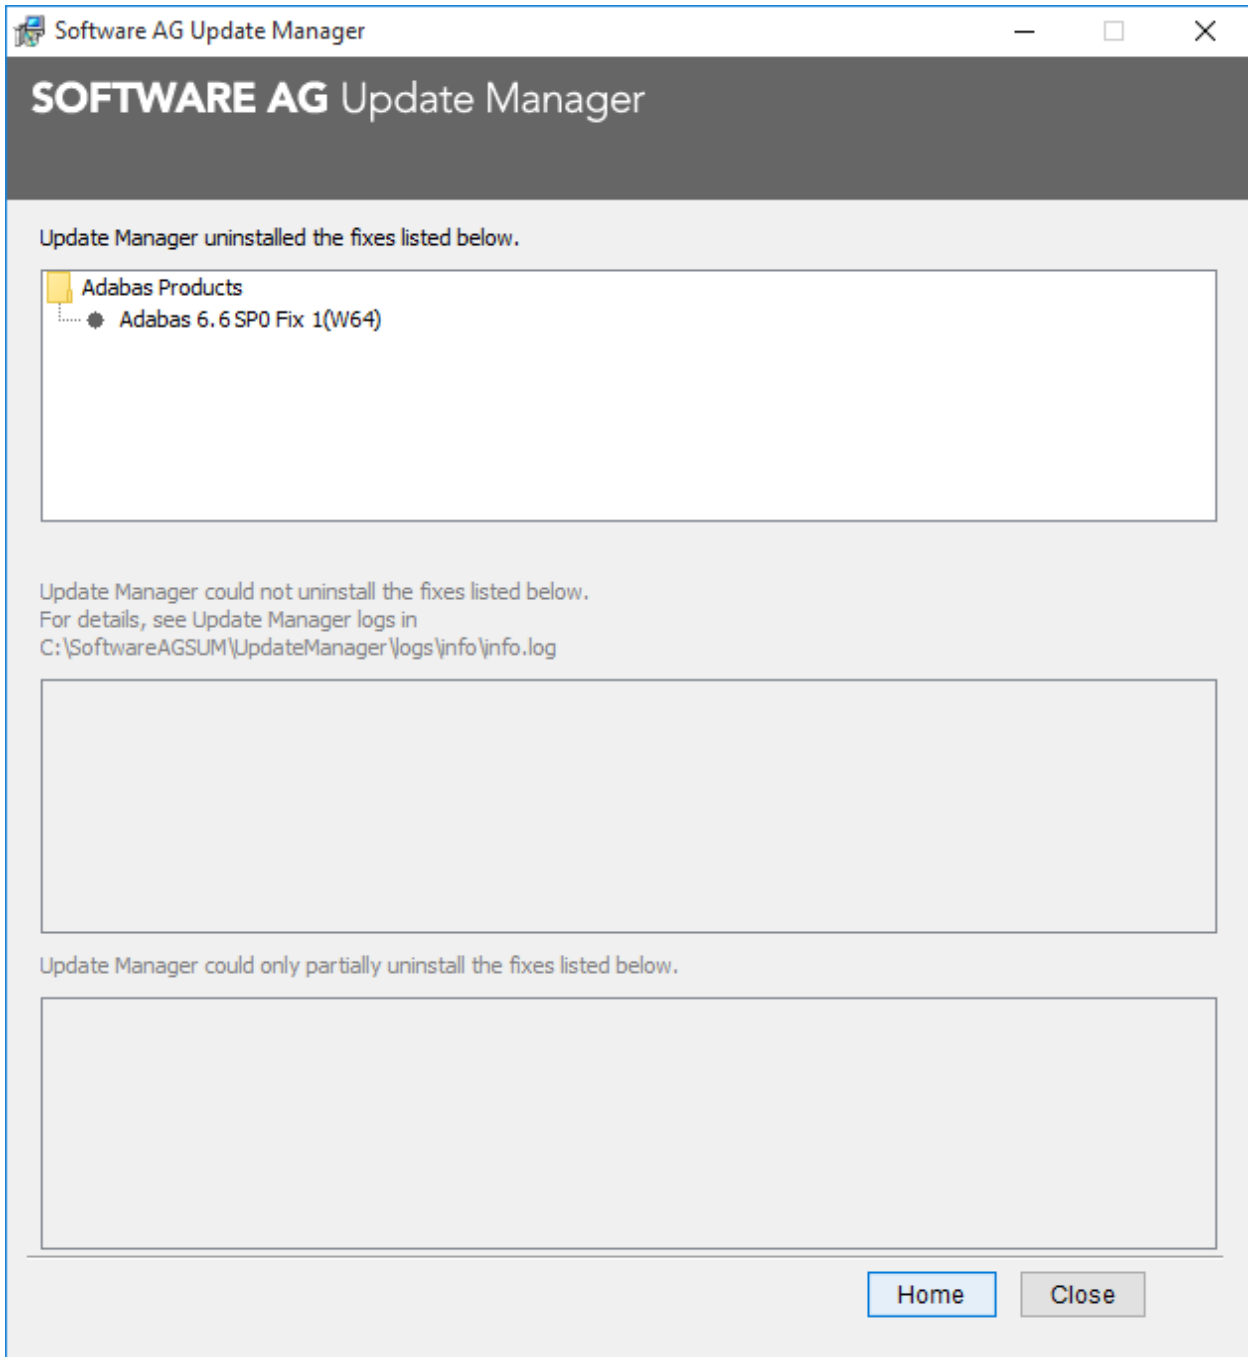 Software AG Update Manager
SOFTWARE AG Update Manager
Update Manager uninstalled the fixes listed below.
Adabas Products
Adabas 6.6 SP0 Fix 1(W64)
Update Manager could not uninstall the fixes listed below.
For details, see Update Manager logs in
C:\SoftwareAGSUM\UpdateManager\logs\info\info.log
Update Manager could only partially uninstall the fixes listed below.
Home Close